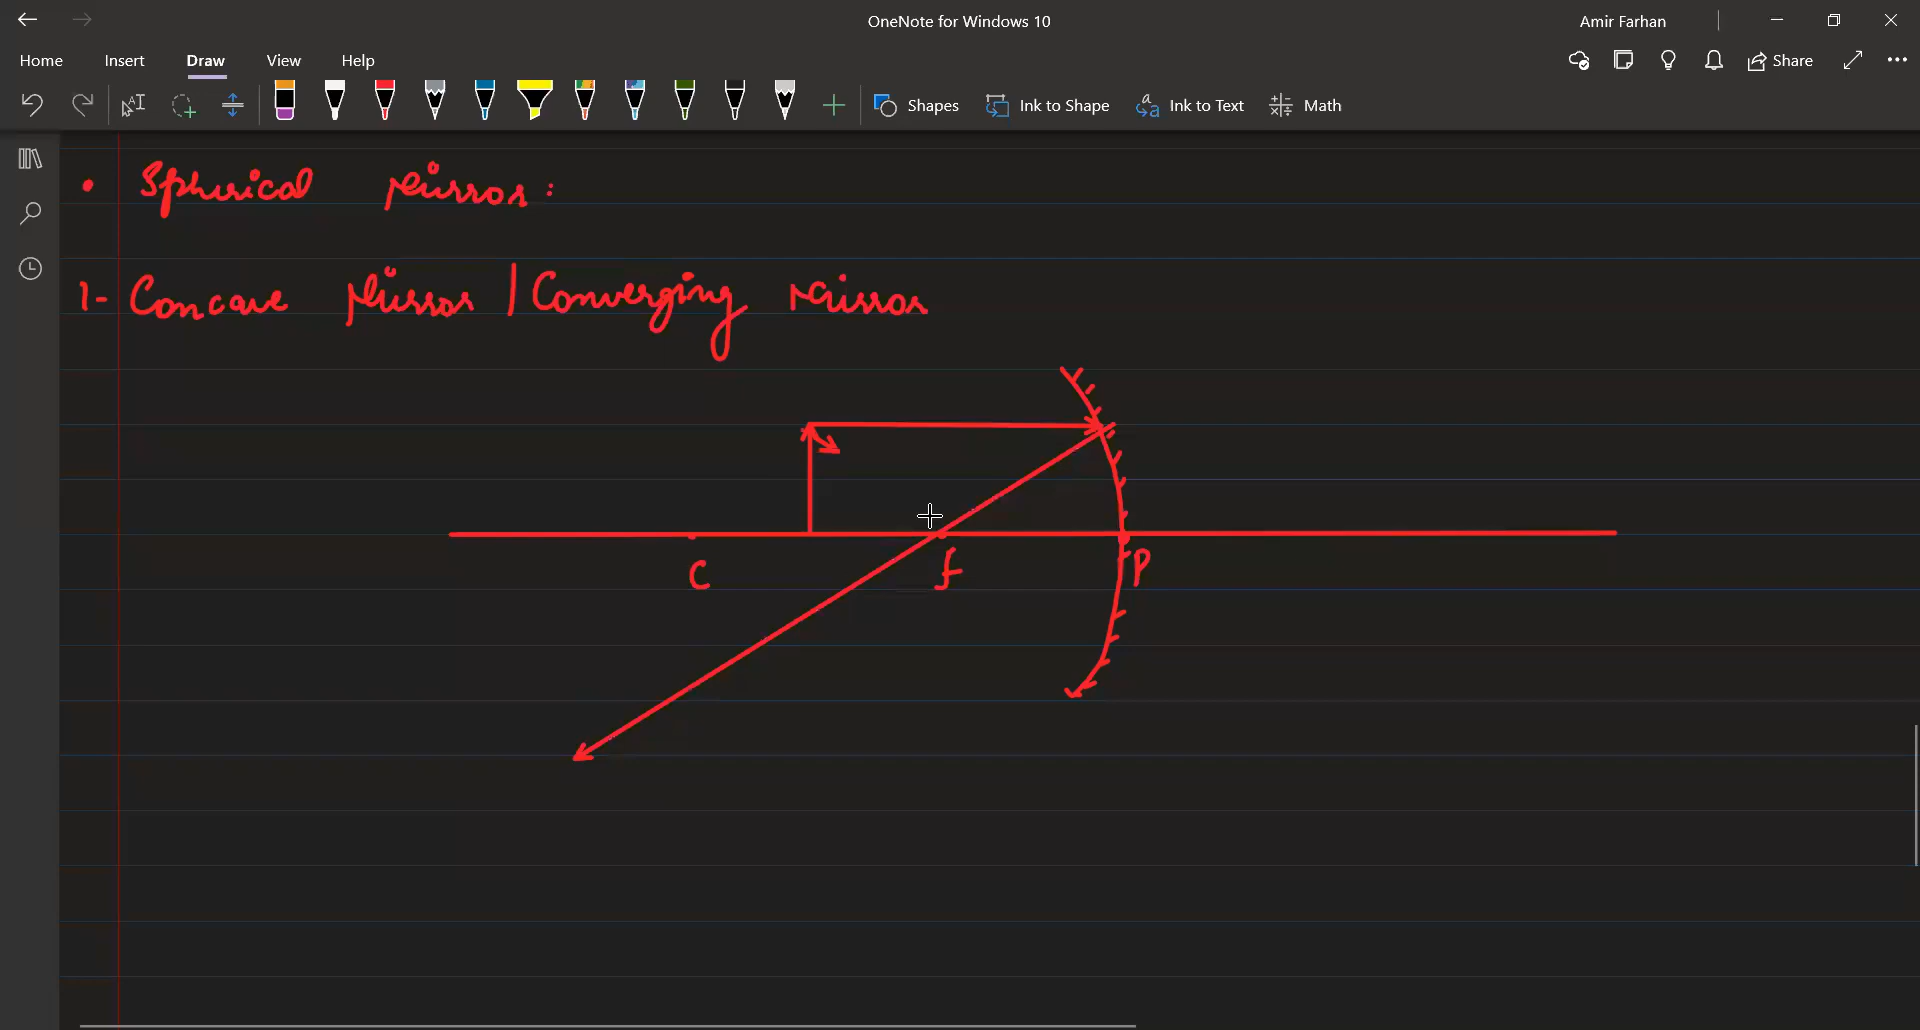 OneNote for Windows 10
Amir Farhan
Home Insert Draw View Help
Share
Shapes Ink to Shape Ink to Text Math
• Spherical Mirror:
1- Concave Mirror | Converging Mirror
C F P